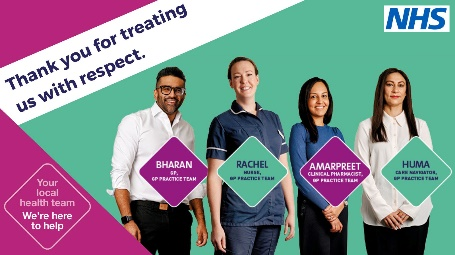 Thank you for treating
us with respect.
NHS
BHARAN
GP,
GP PRACTICE TEAM
RACHEL
NURSE,
GP PRACTICE TEAM
AMARPREET
CLINICAL PHARMACIST,
GP PRACTICE TEAM
HUMA
CARE NAVIGATOR,
GP PRACTICE TEAM
Your
local
health team
We're here
to help